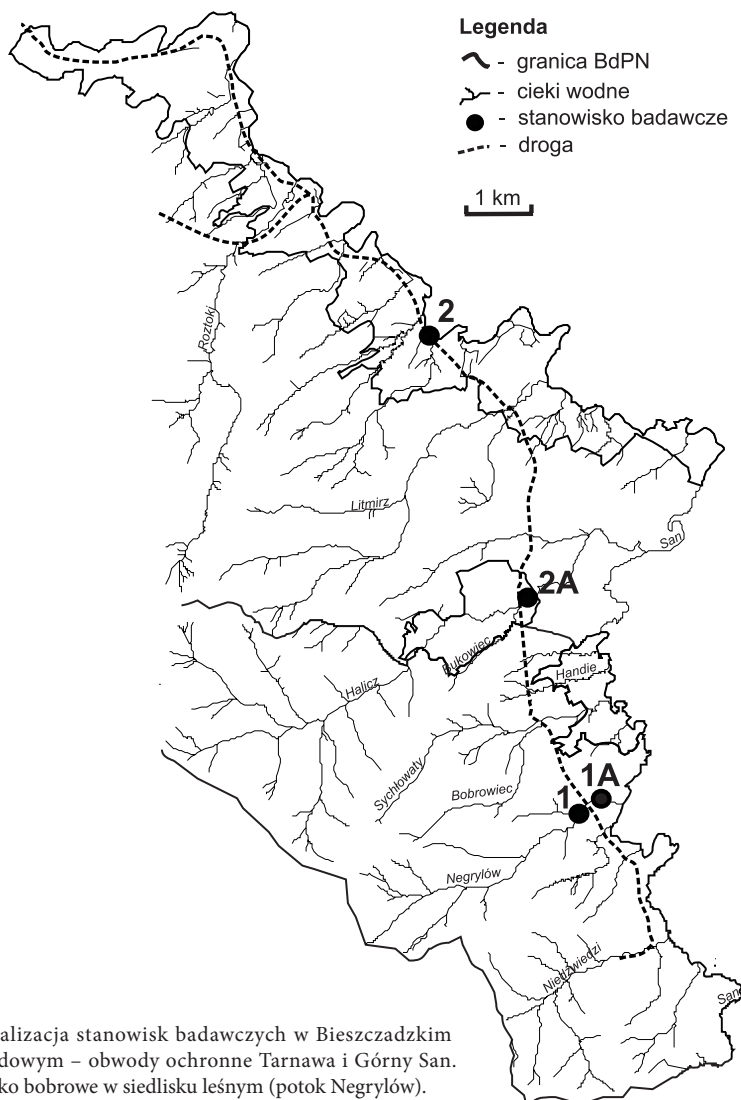 Legenda
- granica BdPN
- cieki wodne
- stanowisko badawcze
- droga
1 km
2
Roztoki
Litmirz
San
2A
Bukowiec
Handie
Halicz
Sychłowaty
1A
1
Bobrowiec
Negrylów
Niedźwiedzi
San
alizacja stanowisk badawczych w Bieszczadzkim
dowym – obwody ochronne Tarnawa i Górny San.
ko bobrowe w siedlisku leśnym (potok Negrylów).